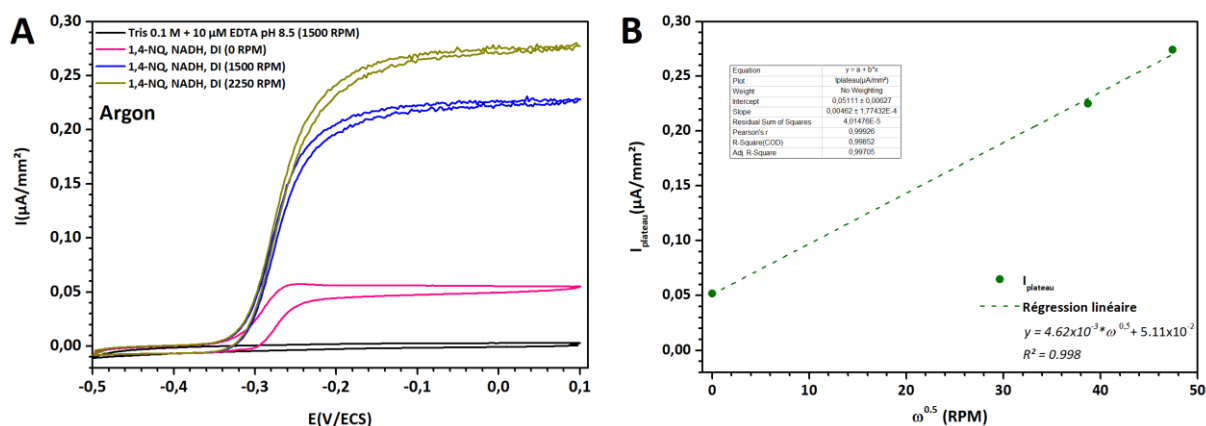 A
Tris 0.1 M + 10 µM EDTA pH 8.5 (1500 RPM)
1,4-NQ, NADH, DI (0 RPM)
1,4-NQ, NADH, DI (1500 RPM)
1,4-NQ, NADH, DI (2250 RPM)
Argon
0,30
0,25
0,20
0,15
0,10
0,05
0,00
I(µA/mm²)
-0,5
-0,4
-0,3
-0,2
-0,1
0,0
0,1
E(V/ECS)
B
0,30
0,25
0,20
0,15
0,10
0,05
0,00
Iplateau(µA/mm²)
Equation y = a + b*x
Plot Iplateau(µA/mm²)
Weight No Weighting
Intercept 0,05111 ± 0,00627
Slope 0,00462 ± 1,77432E-4
Residual Sum of Squares 4,01476E-5
Pearson's r 0,99926
R-Square(COD) 0,99852
Adj. R-Square 0,99705
Iplateau
Régression linéaire
y = 4.62x10⁻³*ω^0,5 + 5.11x10⁻²
R² = 0.998
0
10
20
30
40
50
ω^0.5 (RPM)